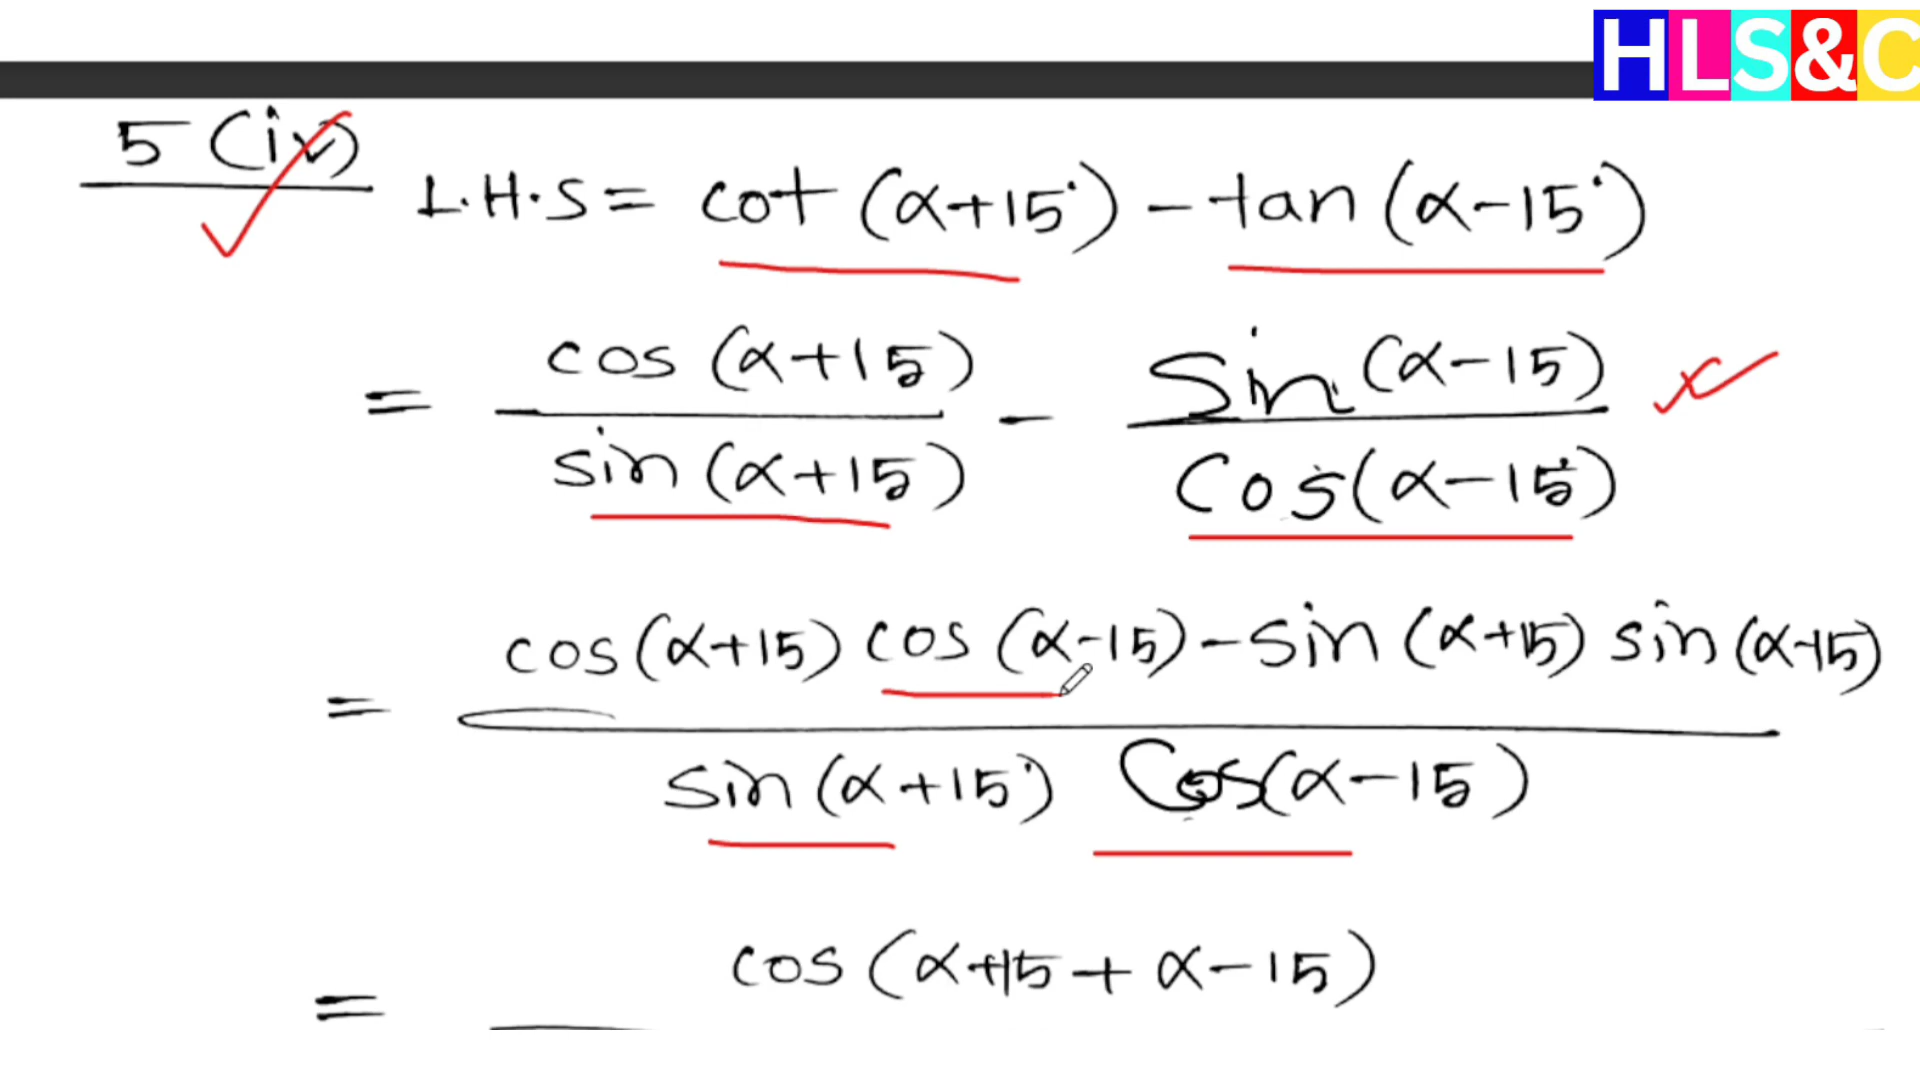 HLS&C
5 (iv)
L.H.S = cot (α+15°) - tan (α-15°)
= cos (α+15) / sin (α+15) - Sin (α-15) / Cos (α-15)
= cos (α+15) cos (α-15) - sin (α+15) sin (α-15) / sin (α+15°) Cos (α-15)
= cos (α+15 + α-15)